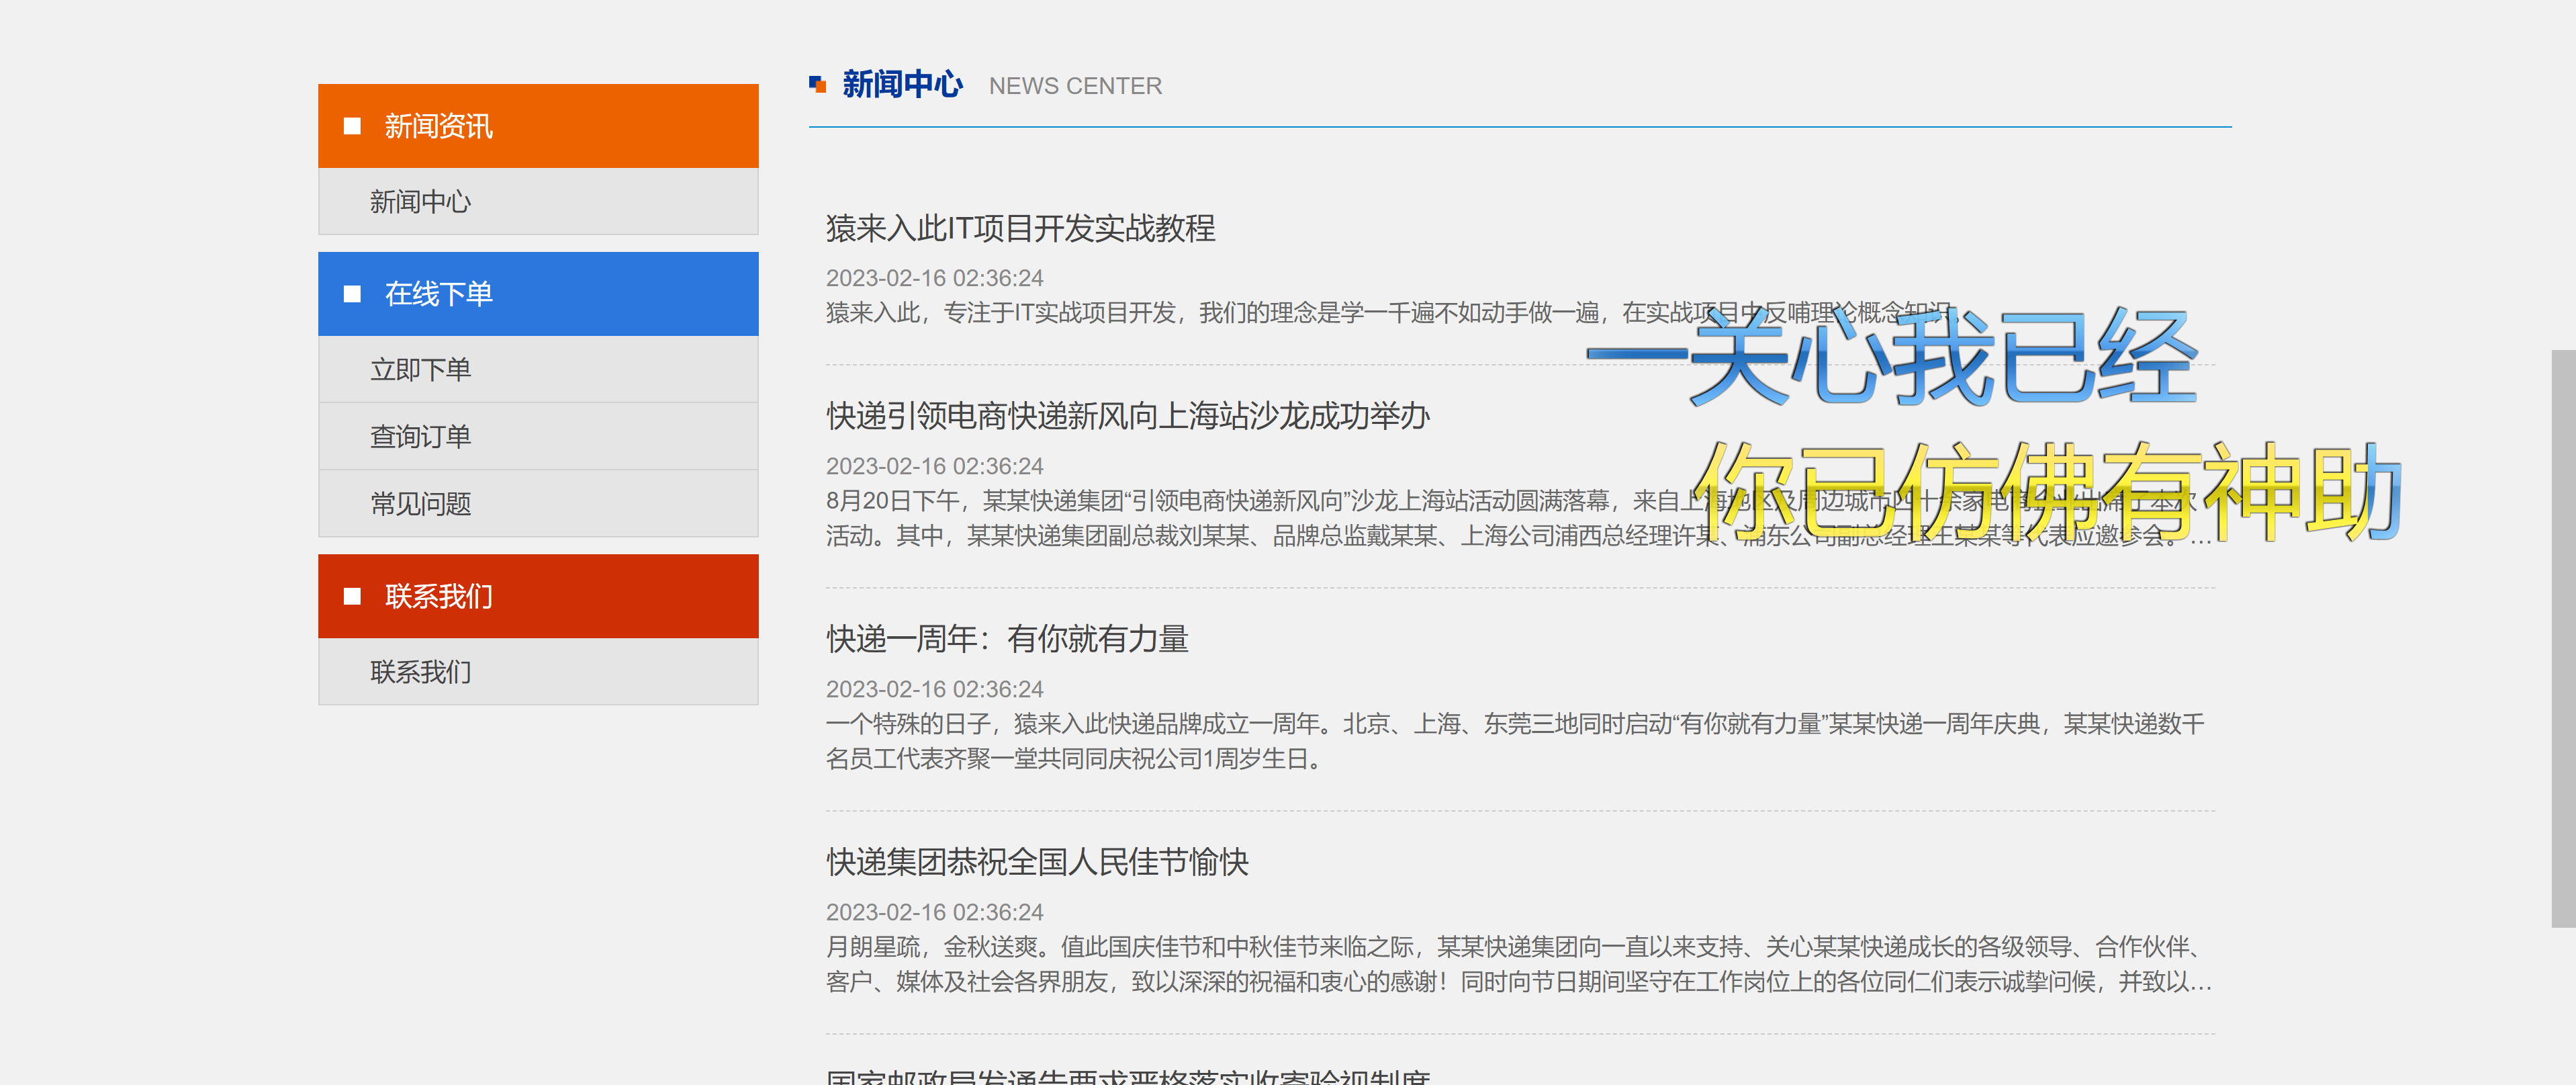 新闻资讯
新闻中心
在线下单
立即下单
查询订单
常见问题
联系我们
联系我们
新闻中心 NEWS CENTER
猿来入此IT项目开发实战教程
2023-02-16 02:36:24
猿来入此，专注于IT实战项目开发，我们的理念是学一千遍不如动手做一遍，在实战项目中反哺理论概念知识。
快递引领电商快递新风向上海站沙龙成功举办
2023-02-16 02:36:24
8月20日下午，某某快递集团“引领电商快递新风向”沙龙上海站活动圆满落幕，来自上海地区及周边城市四十余家电商企业出席了本次
活动。其中，某某快递集团副总裁刘某某、品牌总监戴某某、上海公司浦西总经理许某、浦东公司副总经理王某某等代表应邀参会。…
快递一周年：有你就有力量
2023-02-16 02:36:24
一个特殊的日子，猿来入此快递品牌成立一周年。北京、上海、东莞三地同时启动“有你就有力量”某某快递一周年庆典，某某快递数千
名员工代表齐聚一堂共同同庆祝公司1周岁生日。
快递集团恭祝全国人民佳节愉快
2023-02-16 02:36:24
月朗星疏，金秋送爽。值此国庆佳节和中秋佳节来临之际，某某快递集团向一直以来支持、关心某某快递成长的各级领导、合作伙伴、
客户、媒体及社会各界朋友，致以深深的祝福和衷心的感谢！同时向节日期间坚守在工作岗位上的各位同仁们表示诚挚问候，并致以…
国家邮政局发通告要求严格落实收寄验视制度
一关心我已经
你已仿佛有神助